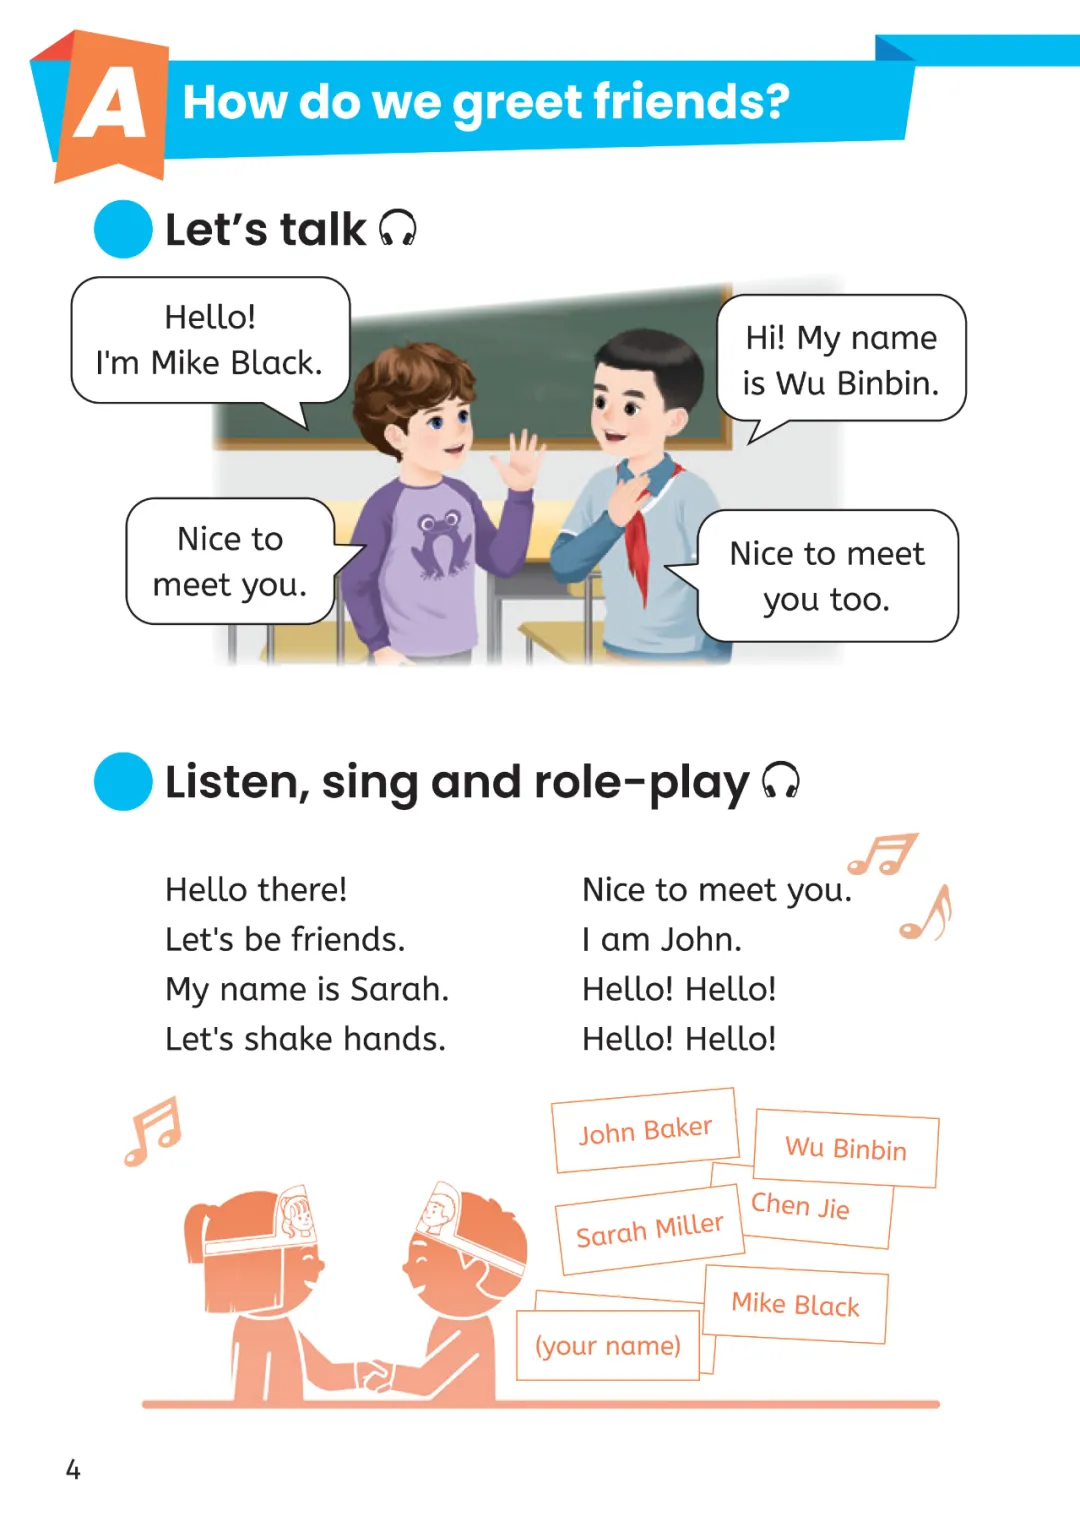 A
How do we greet friends?
Let's talk
Hello!
I'm Mike Black.
Hi! My name
is Wu Binbin.
Nice to
meet you.
Nice to meet
you too.
Listen, sing and role-play
Hello there!
Let's be friends.
My name is Sarah.
Let's shake hands.
Nice to meet you.
I am John.
Hello! Hello!
Hello! Hello!
John Baker
Wu Binbin
Chen Jie
Sarah Miller
Mike Black
(your name)
4